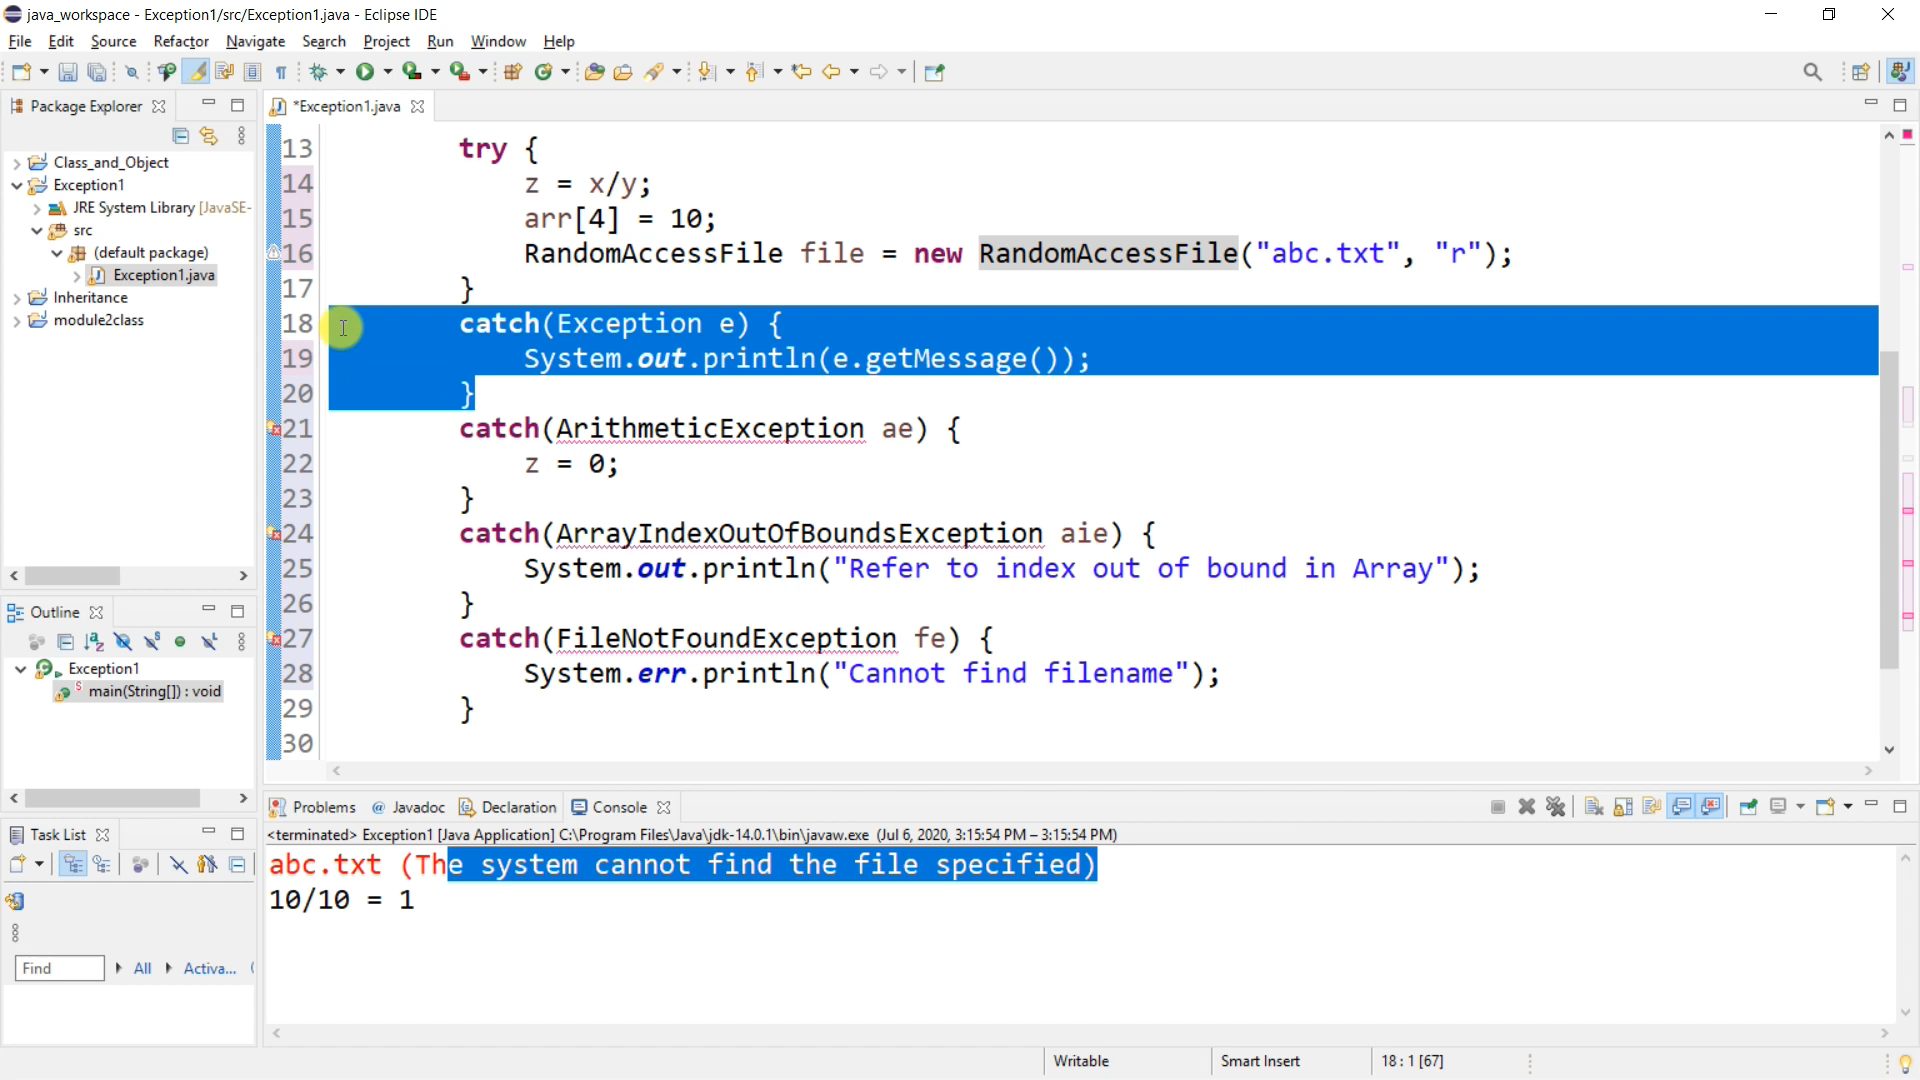 java_workspace - Exception1/src/Exception1.java - Eclipse IDE
File Edit Source Refactor Navigate Search Project Run Window Help
Package Explorer
*Exception1.java
Class_and_Object
Exception1
JRE System Library [JavaSE-
src
(default package)
Exception1.java
Inheritance
module2class
13 try {
14 z = x/y;
15 arr[4] = 10;
16 RandomAccessFile file = new RandomAccessFile("abc.txt", "r");
17 }
18 catch(Exception e) {
19 System.out.println(e.getMessage());
20 }
21 catch(ArithmeticException ae) {
22 z = 0;
23 }
24 catch(ArrayIndexOutOfBoundsException aie) {
25 System.out.println("Refer to index out of bound in Array");
26 }
27 catch(FileNotFoundException fe) {
28 System.err.println("Cannot find filename");
29 }
30
Outline
Exception1
main(String[]) : void
Task List
Find All Activa...
Problems @ Javadoc Declaration Console
<terminated> Exception1 [Java Application] C:\Program Files\Java\jdk-14.0.1\bin\javaw.exe (Jul 6, 2020, 3:15:54 PM – 3:15:54 PM)
abc.txt (The system cannot find the file specified)
10/10 = 1
Writable Smart Insert 18 : 1 [67]